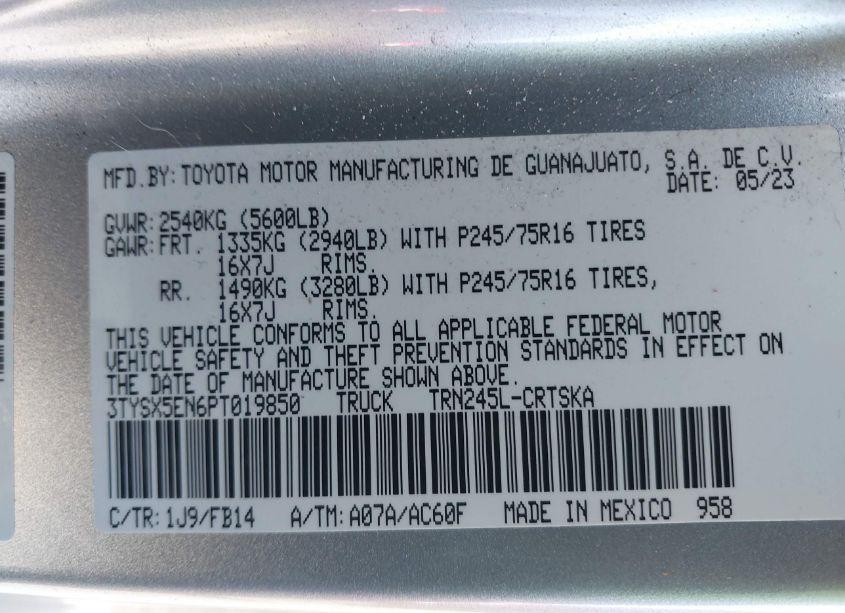 MFD.BY: TOYOTA MOTOR MANUFACTURING DE GUANAJUATO, S.A. DE C.V.
DATE: 05/23
GVWR: 2540KG (5600LB)
GAWR: FRT. 1335KG (2940LB) WITH P245/75R16 TIRES
16X7J RIMS.
RR. 1490KG (3280LB) WITH P245/75R16 TIRES,
16X7J RIMS.
THIS VEHICLE CONFORMS TO ALL APPLICABLE FEDERAL MOTOR
VEHICLE SAFETY AND THEFT PREVENTION STANDARDS IN EFFECT ON
THE DATE OF MANUFACTURE SHOWN ABOVE.
3TYSX5EN6PT019850 TRUCK TRN245L-CRTSKA
C/TR: 1J9/FB14 A/TM: A07A/AC60F MADE IN MEXICO 958